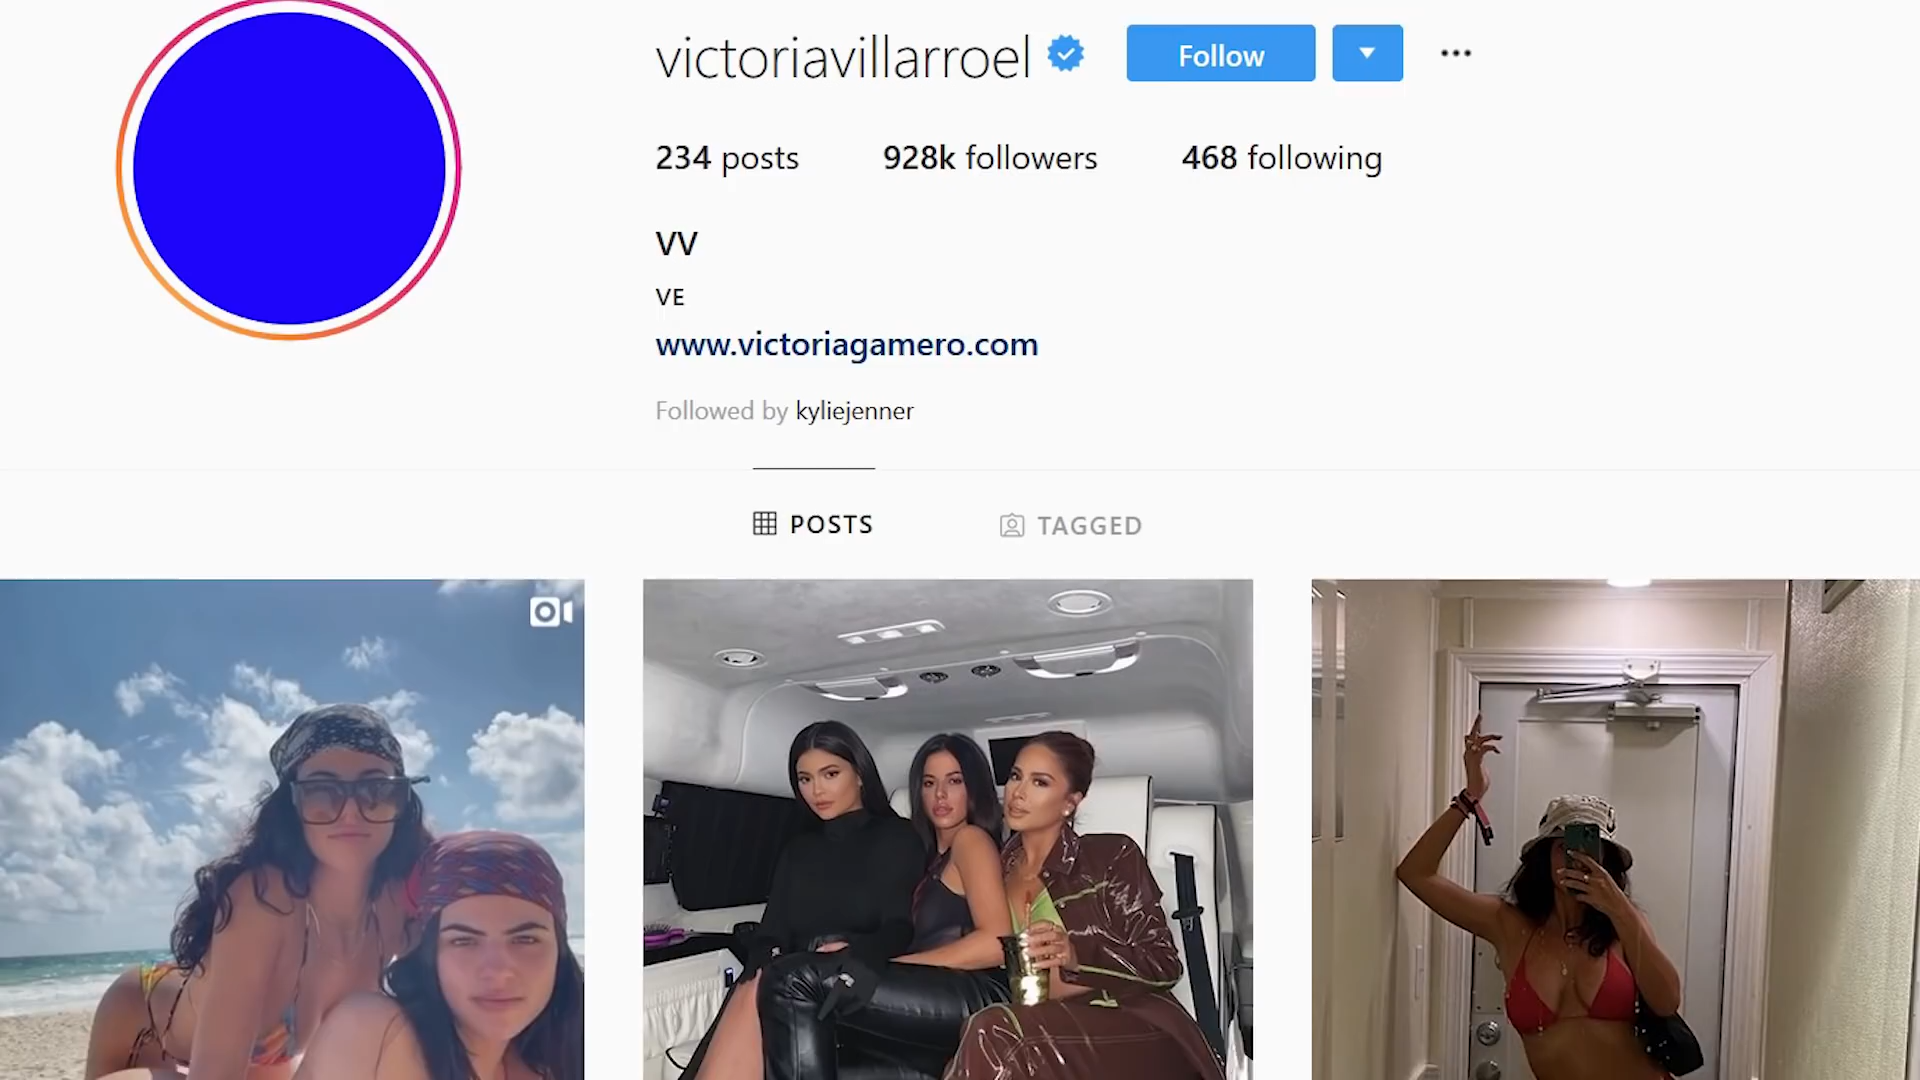 victoriavillarroel Follow
234 posts 928k followers 468 following
VV
VE
www.victoriagamero.com
Followed by kyliejenner
POSTS TAGGED